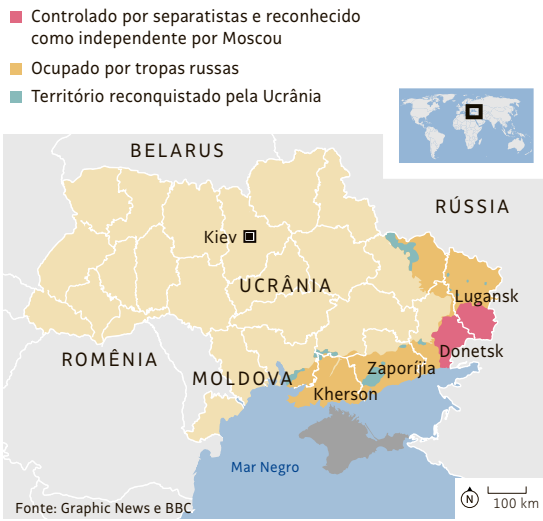 Controlado por separatistas e reconhecido
como independente por Moscou
Ocupado por tropas russas
Território reconquistado pela Ucrânia
BELARUS
RÚSSIA
Kiev
UCRÂNIA
Lugansk
Donetsk
ROMÊNIA
Zaporíjia
MOLDOVA
Kherson
Mar Negro
N
100 km
Fonte: Graphic News e BBC